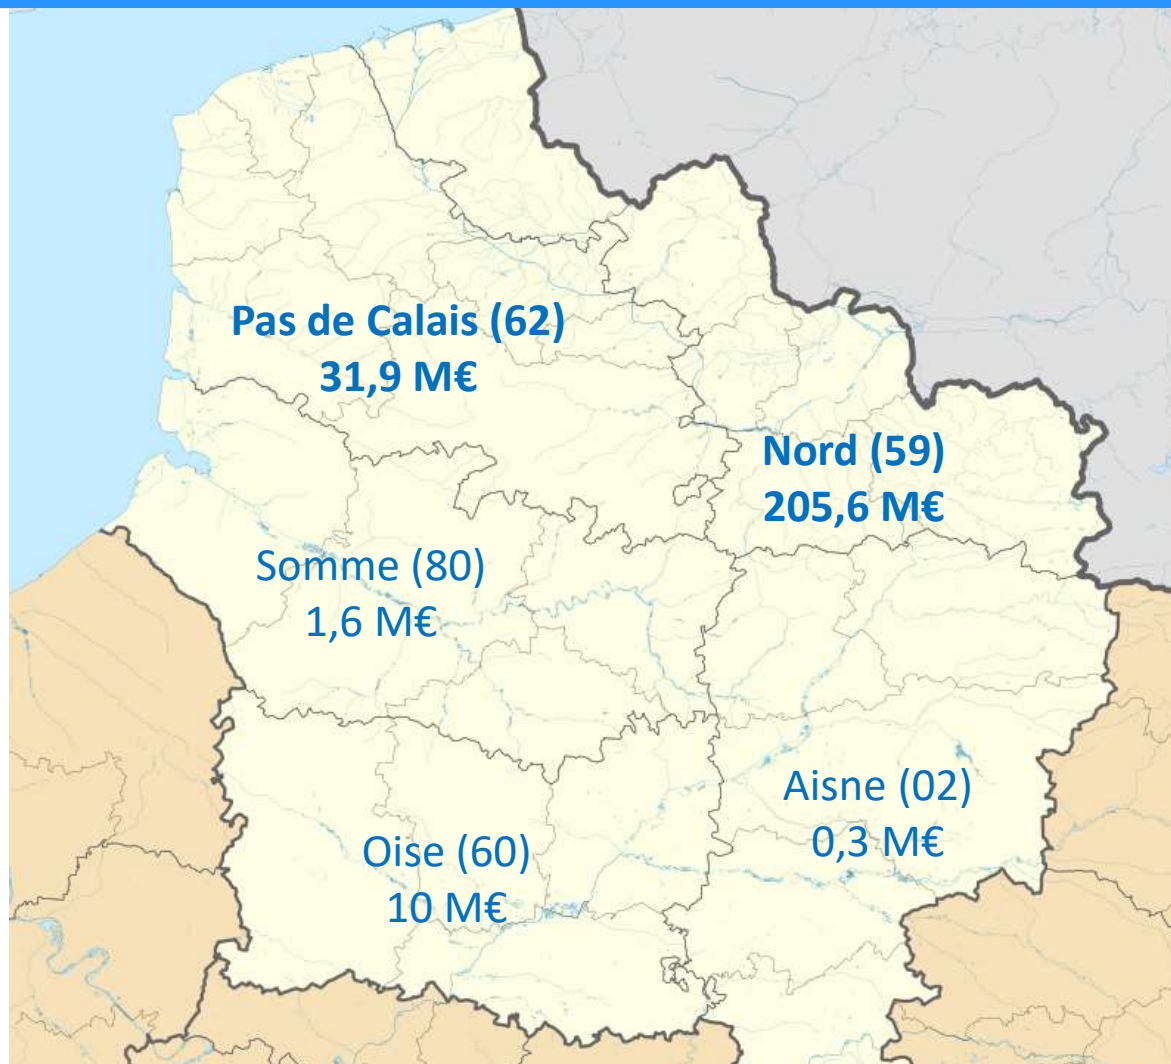 Pas de Calais (62)
31,9 M€
Nord (59)
205,6 M€
Somme (80)
1,6 M€
Aisne (02)
0,3 M€
Oise (60)
10 M€